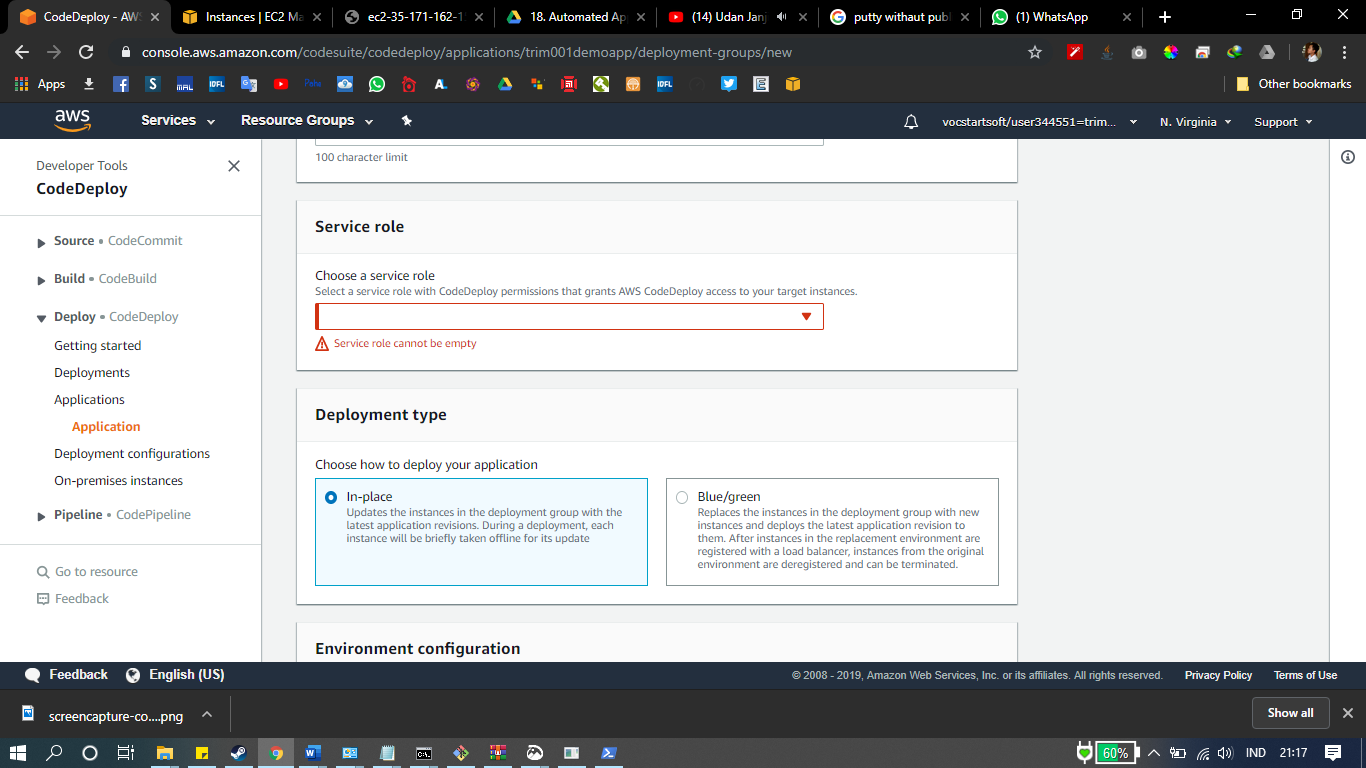 CodeDeploy - AWS
Instances | EC2 Ma
ec2-35-171-162-1
18. Automated Ap
(14) Udan Janj
putty withaut publ
(1) WhatsApp
console.aws.amazon.com/codesuite/codedeploy/applications/trim001demoapp/deployment-groups/new
Apps
Other bookmarks
aws
Services
Resource Groups
vocstartsoft/user344551=trim...
N. Virginia
Support
Developer Tools
CodeDeploy
Source • CodeCommit
Build • CodeBuild
Deploy • CodeDeploy
Getting started
Deployments
Applications
Application
Deployment configurations
On-premises instances
Pipeline • CodePipeline
Go to resource
Feedback
100 character limit
Service role
Choose a service role
Select a service role with CodeDeploy permissions that grants AWS CodeDeploy access to your target instances.
Service role cannot be empty
Deployment type
Choose how to deploy your application
In-place
Updates the instances in the deployment group with the
latest application revisions. During a deployment, each
instance will be briefly taken offline for its update
Blue/green
Replaces the instances in the deployment group with new
instances and deploys the latest application revision to
them. After instances in the replacement environment are
registered with a load balancer, instances from the original
environment are deregistered and can be terminated.
Environment configuration
Feedback
English (US)
© 2008 - 2019, Amazon Web Services, Inc. or its affiliates. All rights reserved.
Privacy Policy
Terms of Use
screencapture-co....png
Show all
60%
IND
21:17